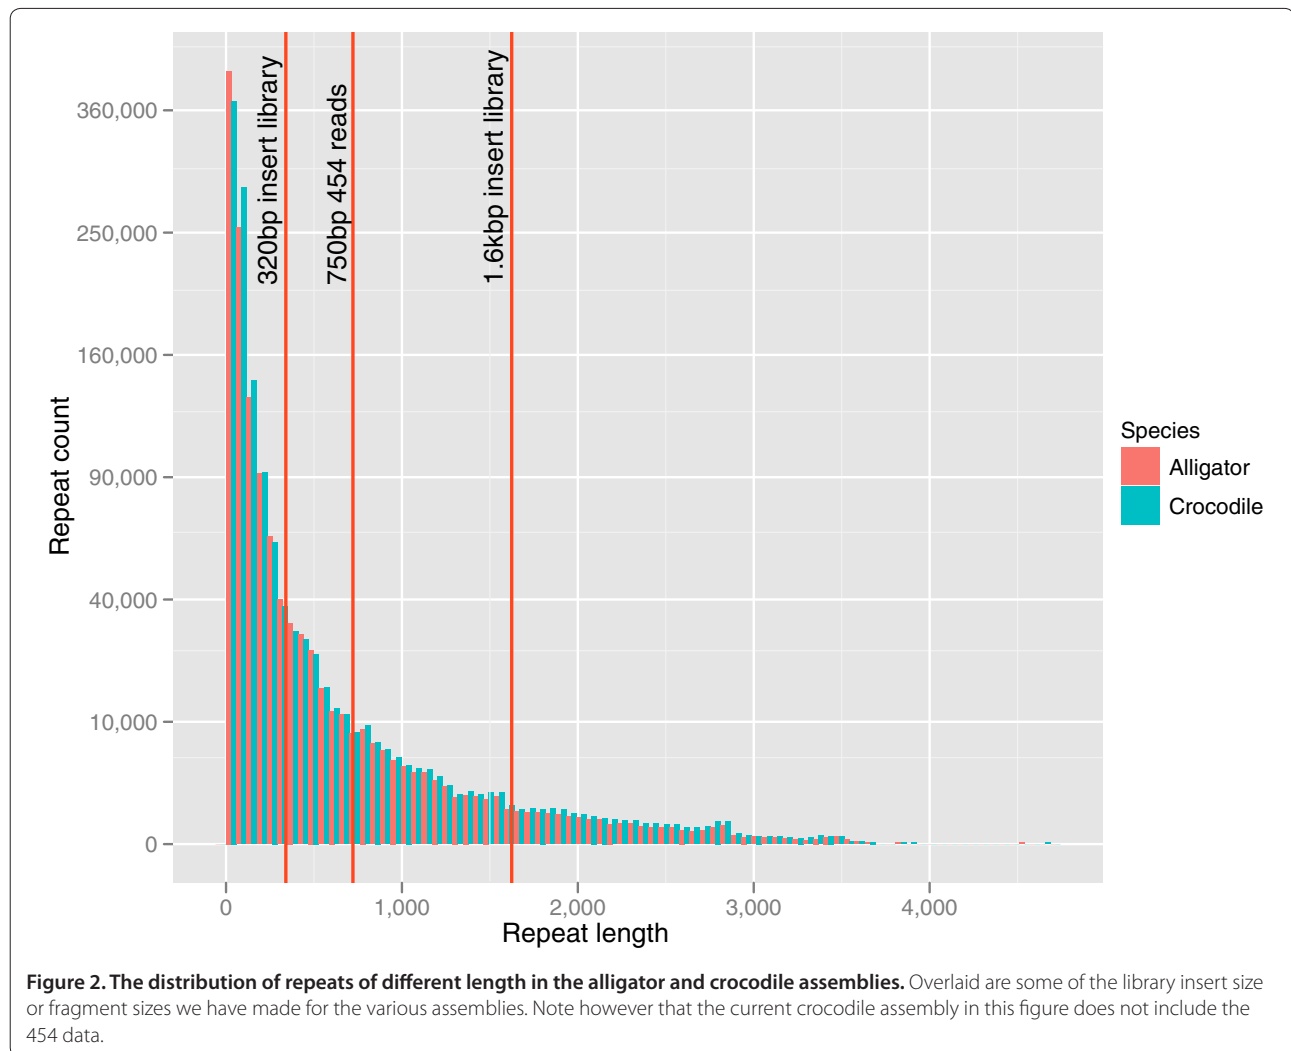 320bp insert library
750bp 454 reads
1.6kbp insert library
360,000
250,000
160,000
90,000
40,000
10,000
0
Repeat count
0
1,000
2,000
3,000
4,000
Repeat length
Species
Alligator
Crocodile
Figure 2. The distribution of repeats of different length in the alligator and crocodile assemblies. Overlaid are some of the library insert size
or fragment sizes we have made for the various assemblies. Note however that the current crocodile assembly in this figure does not include the
454 data.